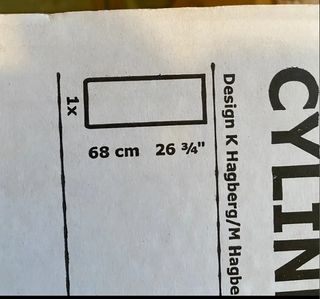 1x
68 cm 26 ¾"
Design K Hagberg/M Hagbe
CYLIN